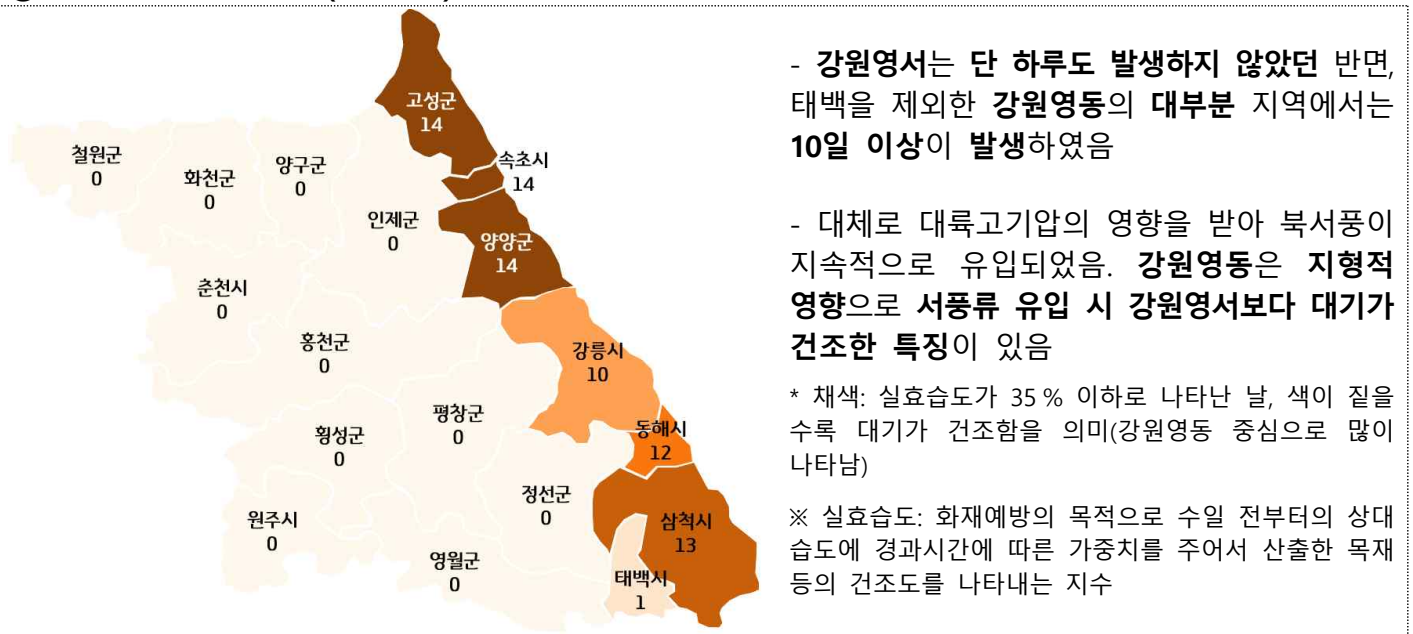 고성군
14
속초시
14
철원군
0
화천군
0
양구군
0
인제군
0
양양군
14
춘천시
0
홍천군
0
강릉시
10
평창군
0
횡성군
0
동해시
12
정선군
0
원주시
0
삼척시
13
영월군
0
태백시
1
- 강원영서는 단 하루도 발생하지 않았던 반면,
태백을 제외한 강원영동의 대부분 지역에서는
10일 이상이 발생하였음
- 대체로 대륙고기압의 영향을 받아 북서풍이
지속적으로 유입되었음. 강원영동은 지형적
영향으로 서풍류 유입 시 강원영서보다 대기가
건조한 특징이 있음
* 채색: 실효습도가 35 % 이하로 나타난 날, 색이 짙을
수록 대기가 건조함을 의미(강원영동 중심으로 많이
나타남)
※ 실효습도: 화재예방의 목적으로 수일 전부터의 상대
습도에 경과시간에 따른 가중치를 주어서 산출한 목재
등의 건조도를 나타내는 지수